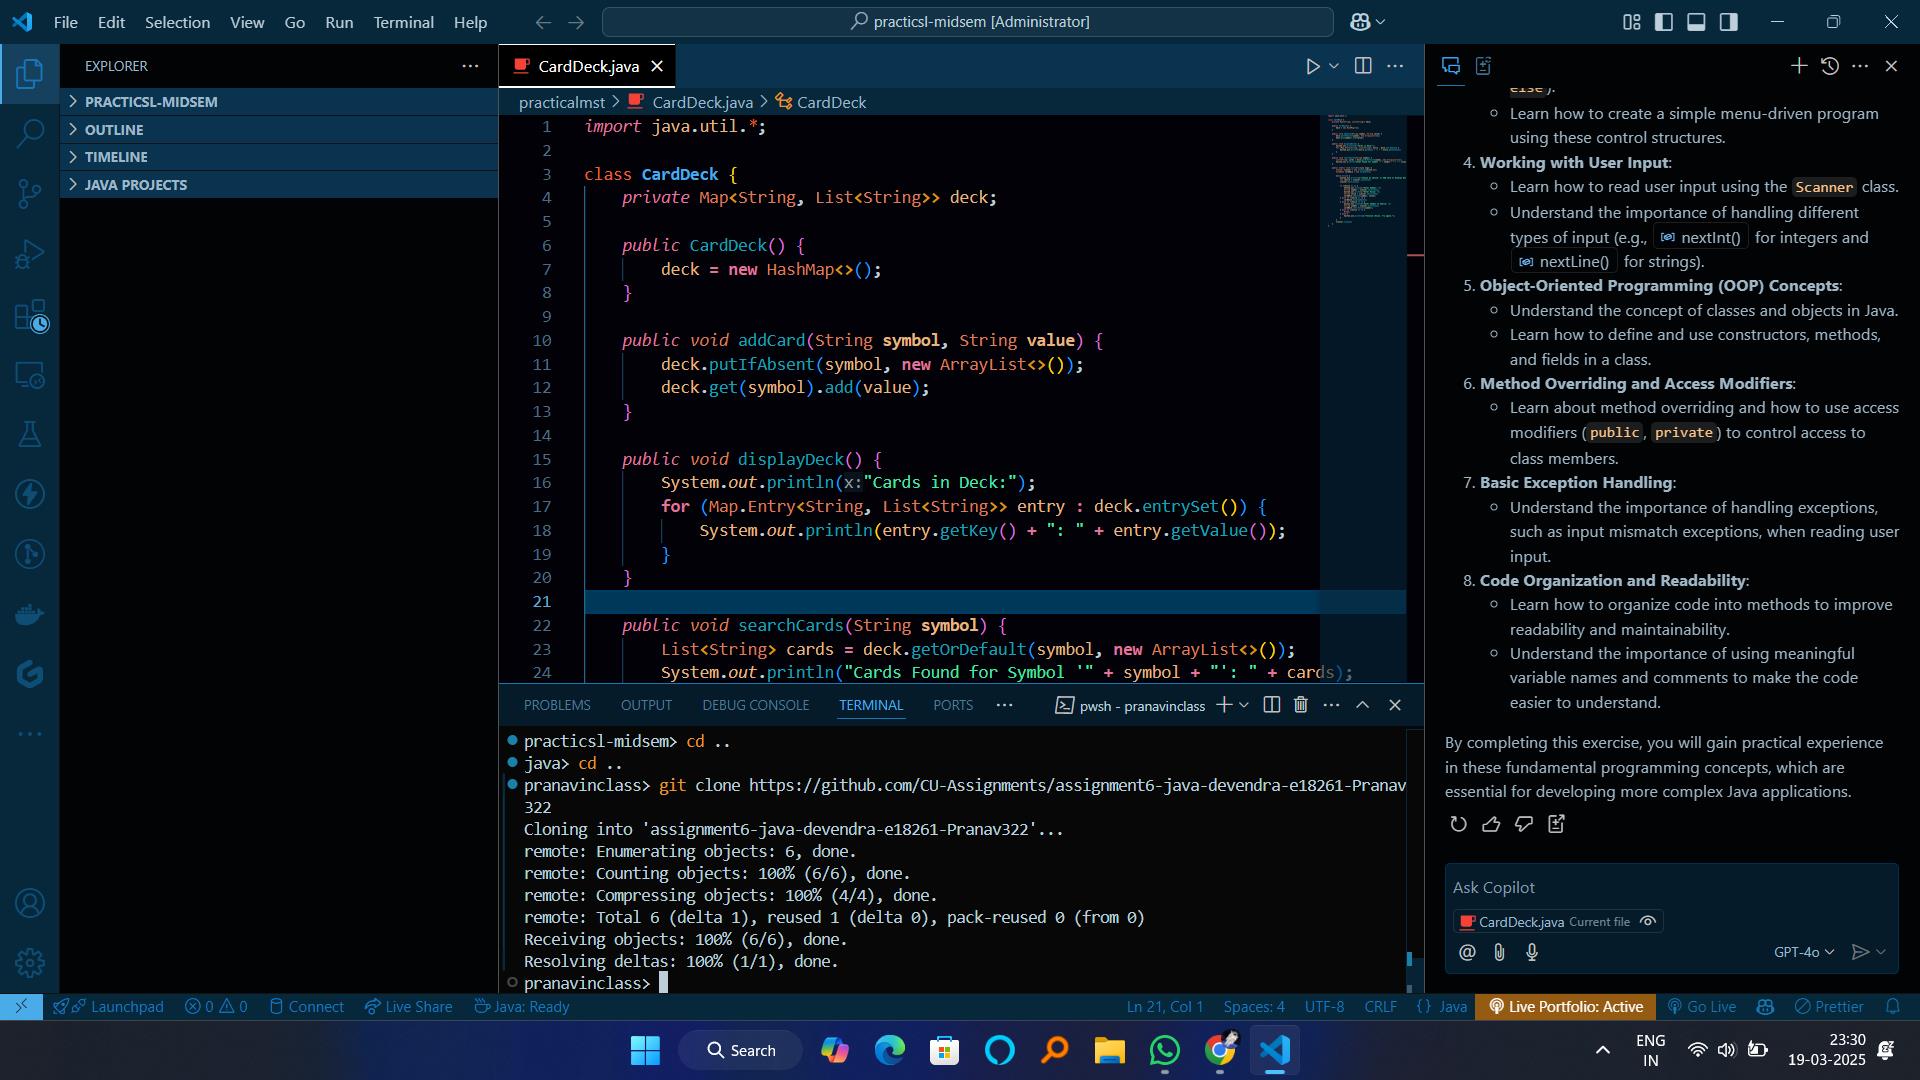 File Edit Selection View Go Run Terminal Help
practicsl-midsem [Administrator]
EXPLORER
PRACTICSL-MIDSEM
OUTLINE
TIMELINE
JAVA PROJECTS
CardDeck.java
practicalmst > CardDeck.java > CardDeck
1 import java.util.*;
2
3 class CardDeck {
4 private Map<String, List<String>> deck;
5
6 public CardDeck() {
7 deck = new HashMap<>();
8 }
9
10 public void addCard(String symbol, String value) {
11 deck.putIfAbsent(symbol, new ArrayList<>());
12 deck.get(symbol).add(value);
13 }
14
15 public void displayDeck() {
16 System.out.println(x:"Cards in Deck:");
17 for (Map.Entry<String, List<String>> entry : deck.entrySet()) {
18 System.out.println(entry.getKey() + ": " + entry.getValue());
19 }
20 }
21
22 public void searchCards(String symbol) {
23 List<String> cards = deck.getOrDefault(symbol, new ArrayList<>());
24 System.out.println("Cards Found for Symbol '" + symbol + "': " + cards);
PROBLEMS OUTPUT DEBUG CONSOLE TERMINAL PORTS
pwsh - pranavinclass
practicsl-midsem> cd ..
java> cd ..
pranavinclass> git clone https://github.com/CU-Assignments/assignment6-java-devendra-e18261-Pranav
322
Cloning into 'assignment6-java-devendra-e18261-Pranav322'...
remote: Enumerating objects: 6, done.
remote: Counting objects: 100% (6/6), done.
remote: Compressing objects: 100% (4/4), done.
remote: Total 6 (delta 1), reused 1 (delta 0), pack-reused 0 (from 0)
Receiving objects: 100% (6/6), done.
Resolving deltas: 100% (1/1), done.
pranavinclass>
else ).
Learn how to create a simple menu-driven program
using these control structures.
4. Working with User Input:
Learn how to read user input using the Scanner class.
Understand the importance of handling different
types of input (e.g., nextInt() for integers and
nextLine() for strings).
5. Object-Oriented Programming (OOP) Concepts:
Understand the concept of classes and objects in Java.
Learn how to define and use constructors, methods,
and fields in a class.
6. Method Overriding and Access Modifiers:
Learn about method overriding and how to use access
modifiers ( public , private ) to control access to
class members.
7. Basic Exception Handling:
Understand the importance of handling exceptions,
such as input mismatch exceptions, when reading user
input.
8. Code Organization and Readability:
Learn how to organize code into methods to improve
readability and maintainability.
Understand the importance of using meaningful
variable names and comments to make the code
easier to understand.
By completing this exercise, you will gain practical experience
in these fundamental programming concepts, which are
essential for developing more complex Java applications.
Ask Copilot
CardDeck.java Current file
GPT-4o
Launchpad 0 0 Connect Live Share Java: Ready
Ln 21, Col 1 Spaces: 4 UTF-8 CRLF {} Java Live Portfolio: Active Go Live Prettier
Search
ENG
IN
23:30
19-03-2025